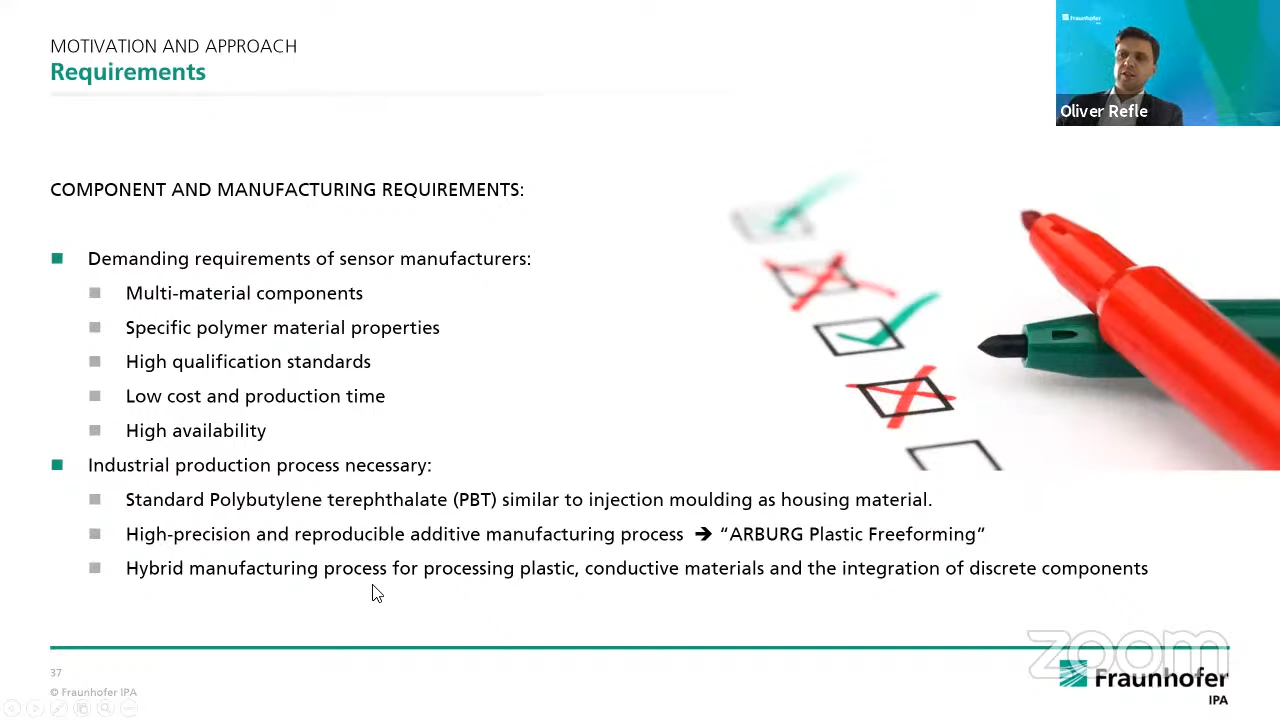 MOTIVATION AND APPROACH
Requirements
Fraunhofer
Oliver Refle
COMPONENT AND MANUFACTURING REQUIREMENTS:
Demanding requirements of sensor manufacturers:
Multi-material components
Specific polymer material properties
High qualification standards
Low cost and production time
High availability
Industrial production process necessary:
Standard Polybutylene terephthalate (PBT) similar to injection moulding as housing material.
High-precision and reproducible additive manufacturing process ➔ “ARBURG Plastic Freeforming”
Hybrid manufacturing process for processing plastic, conductive materials and the integration of discrete components
zoom
37
© Fraunhofer IPA
Fraunhofer
IPA